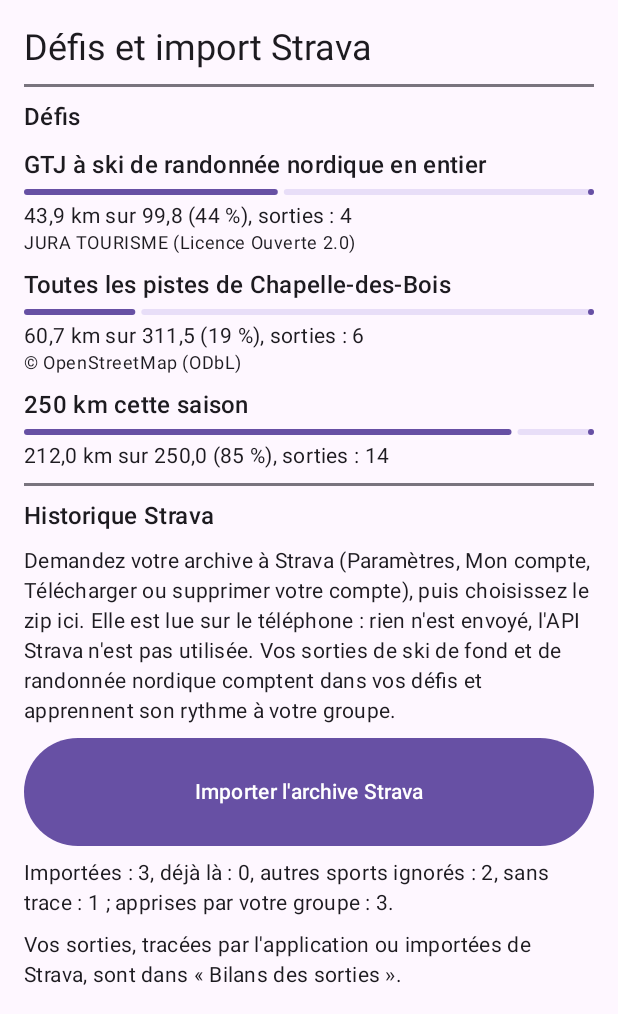 Défis et import Strava
Défis
GTJ à ski de randonnée nordique en entier
43,9 km sur 99,8 (44 %), sorties : 4
JURA TOURISME (Licence Ouverte 2.0)
Toutes les pistes de Chapelle-des-Bois
60,7 km sur 311,5 (19 %), sorties : 6
© OpenStreetMap (ODbL)
250 km cette saison
212,0 km sur 250,0 (85 %), sorties : 14
Historique Strava
Demandez votre archive à Strava (Paramètres, Mon compte,
Télécharger ou supprimer votre compte), puis choisissez le
zip ici. Elle est lue sur le téléphone : rien n'est envoyé, l'API
Strava n'est pas utilisée. Vos sorties de ski de fond et de
randonnée nordique comptent dans vos défis et
apprennent son rythme à votre groupe.
Importer l'archive Strava
Importées : 3, déjà là : 0, autres sports ignorés : 2, sans
trace : 1 ; apprises par votre groupe : 3.
Vos sorties, tracées par l'application ou importées de
Strava, sont dans « Bilans des sorties ».